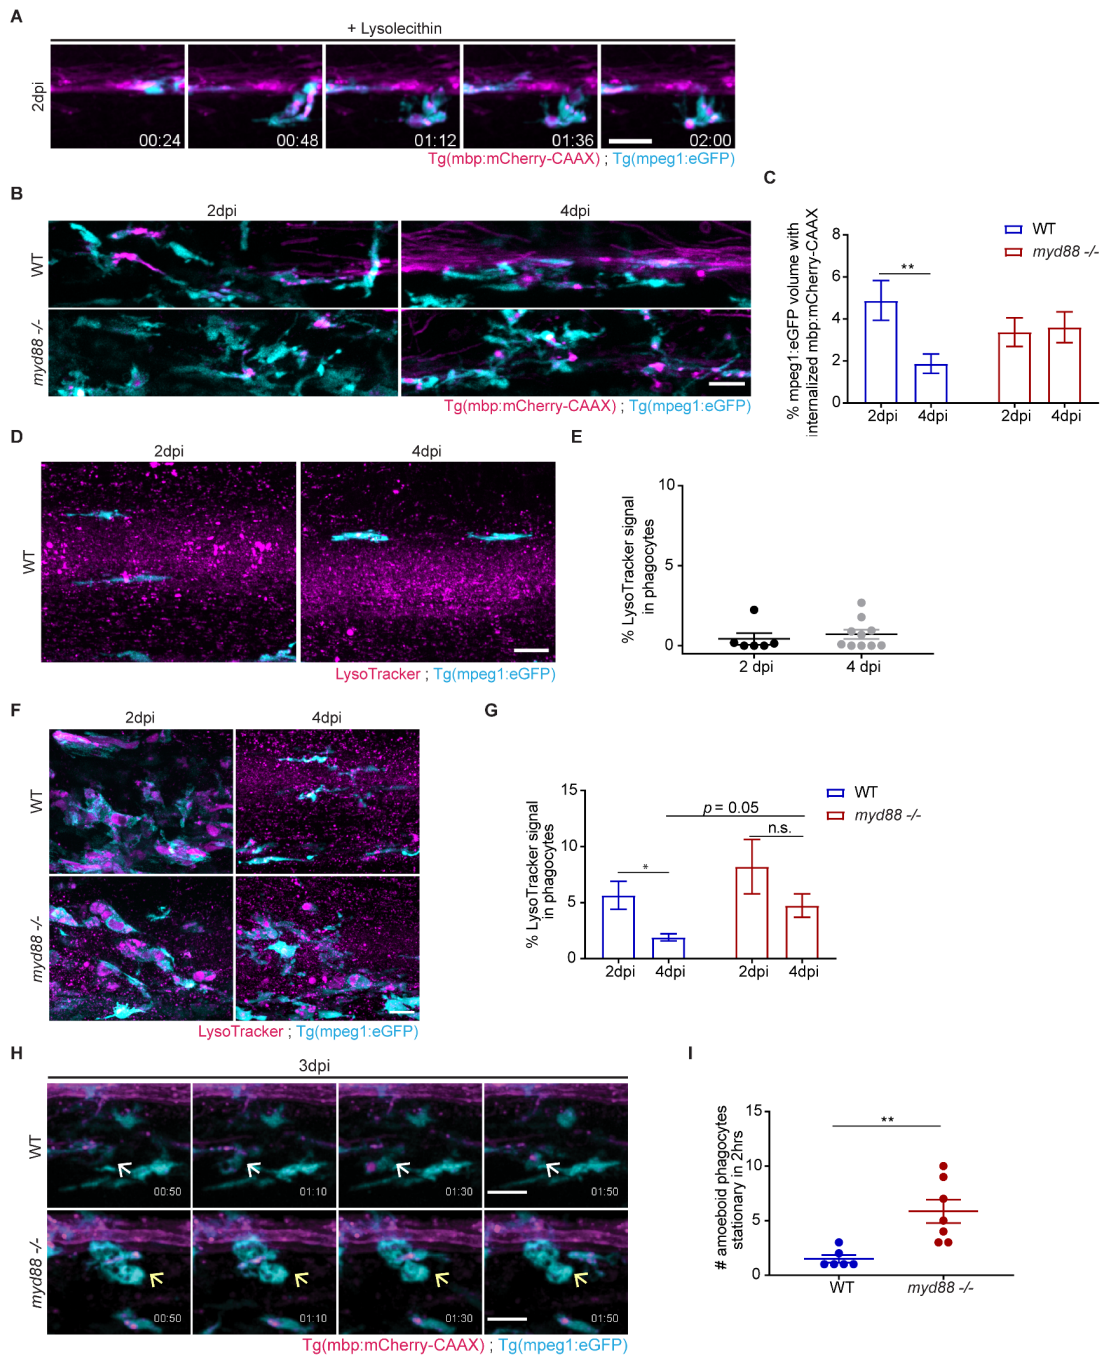 A
+ Lysolecithin
2dpi
00:24
00:48
01:12
01:36
02:00
Tg(mbp:mCherry-CAAX) ; Tg(mpeg1:eGFP)
B
2dpi
4dpi
WT
myd88 -/-
Tg(mbp:mCherry-CAAX) ; Tg(mpeg1:eGFP)
C
% mpeg1:eGFP volume with
internalized mbp:mCherry-CAAX
8
6
4
2
0
**
WT
myd88 -/-
2dpi
4dpi
2dpi
4dpi
D
2dpi
4dpi
WT
LysoTracker ; Tg(mpeg1:eGFP)
E
% LysoTracker signal
in phagocytes
10
5
0
2 dpi
4 dpi
F
2dpi
4dpi
WT
myd88 -/-
LysoTracker ; Tg(mpeg1:eGFP)
G
% LysoTracker signal
in phagocytes
15
10
5
0
*
p = 0.05
n.s.
WT
myd88 -/-
2dpi
4dpi
2dpi
4dpi
H
3dpi
WT
00:50
01:10
01:30
01:50
myd88 -/-
00:50
01:10
01:30
01:50
Tg(mbp:mCherry-CAAX) ; Tg(mpeg1:eGFP)
I
# amoeboid phagocytes
stationary in 2hrs
15
10
5
0
**
WT
myd88 -/-